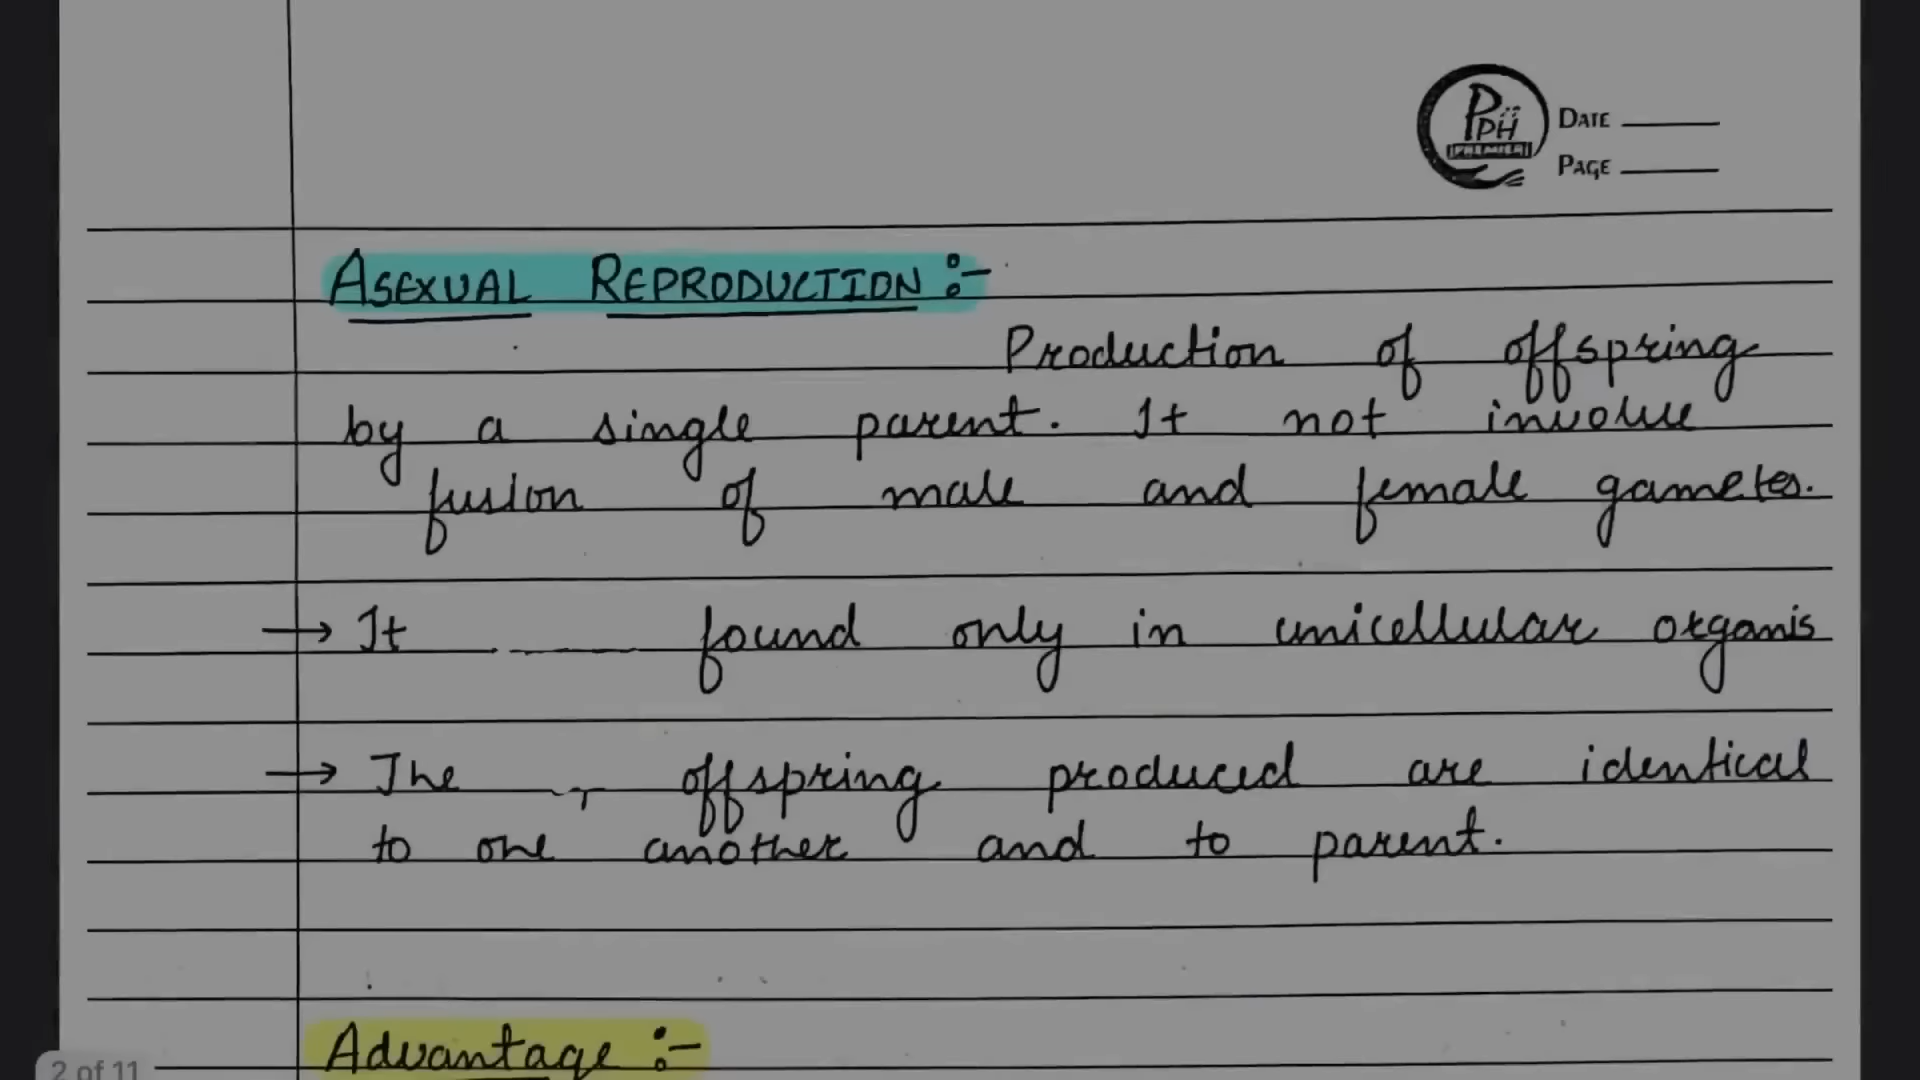 PPH
PREMIER
DATE
PAGE
ASEXUAL REPRODUCTION :-
Production of offspring
by a single parent. It not involve
fusion of male and female gametes.
→ It found only in unicellular organis
→ The offspring produced are identical
to one another and to parent.
Advantage :-
2 of 11